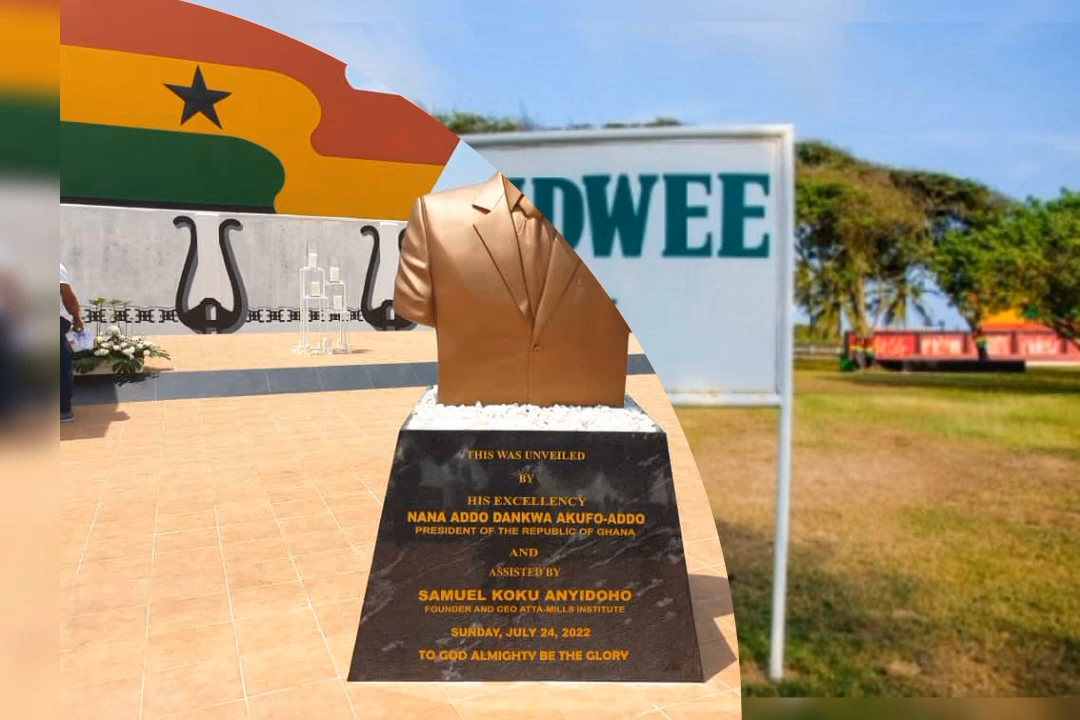 DWEE
THIS WAS UNVEILED
BY
HIS EXCELLENCY
NANA ADDO DANKWA AKUFO-ADDO
PRESIDENT OF THE REPUBLIC OF GHANA
AND
ASSISTED BY
SAMUEL KOKU ANYIDOHO
FOUNDER AND CEO ATTA-MILLS INSTITUTE
SUNDAY, JULY 24, 2022
TO GOD ALMIGHTY BE THE GLORY